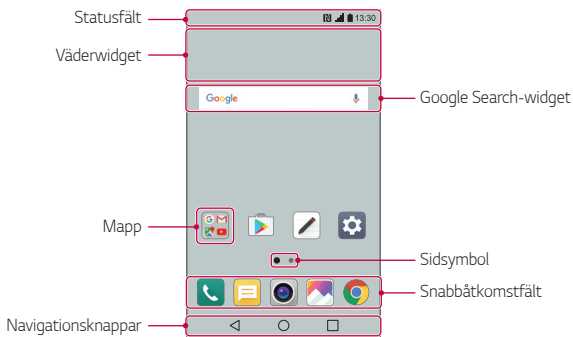 Statusfält
13:30
Väderwidget
Google
Google Search-widget
Mapp
G
Sidsymbol
Snabbåtkomstfält
Navigationsknappar